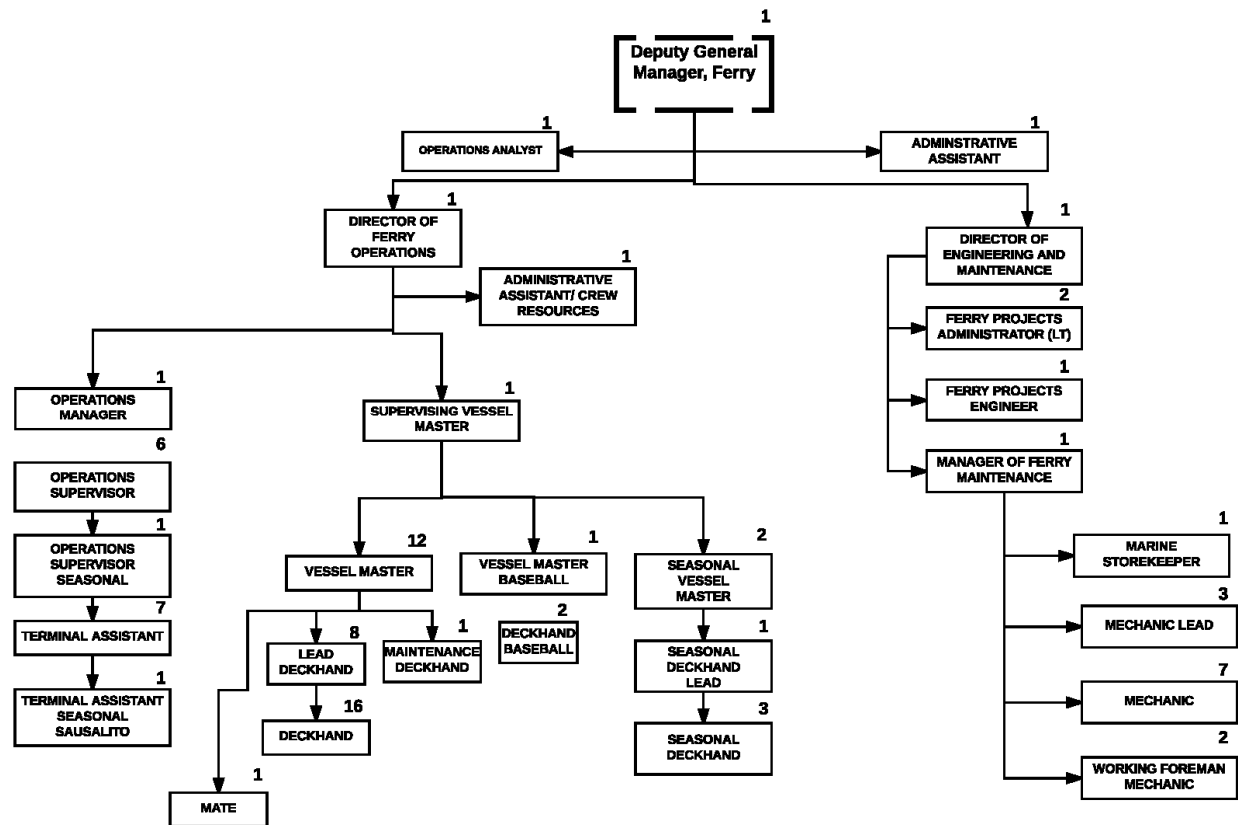 1
Deputy General
Manager, Ferry
1
OPERATIONS ANALYST
1
ADMINSTRATIVE
ASSISTANT
1
DIRECTOR OF
FERRY
OPERATIONS
1
ADMINISTRATIVE
ASSISTANT/ CREW
RESOURCES
1
OPERATIONS
MANAGER
6
OPERATIONS
SUPERVISOR
1
OPERATIONS
SUPERVISOR
SEASONAL
7
TERMINAL ASSISTANT
1
TERMINAL ASSISTANT
SEASONAL
SAUSALITO
1
SUPERVISING VESSEL
MASTER
12
VESSEL MASTER
8
LEAD
DECKHAND
16
DECKHAND
1
MAINTENANCE
DECKHAND
1
MATE
1
VESSEL MASTER
BASEBALL
2
DECKHAND
BASEBALL
2
SEASONAL
VESSEL
MASTER
1
SEASONAL
DECKHAND
LEAD
3
SEASONAL
DECKHAND
1
DIRECTOR OF
ENGINEERING AND
MAINTENANCE
2
FERRY PROJECTS
ADMINISTRATOR (LT)
1
FERRY PROJECTS
ENGINEER
1
MANAGER OF FERRY
MAINTENANCE
1
MARINE
STOREKEEPER
3
MECHANIC LEAD
7
MECHANIC
2
WORKING FOREMAN
MECHANIC